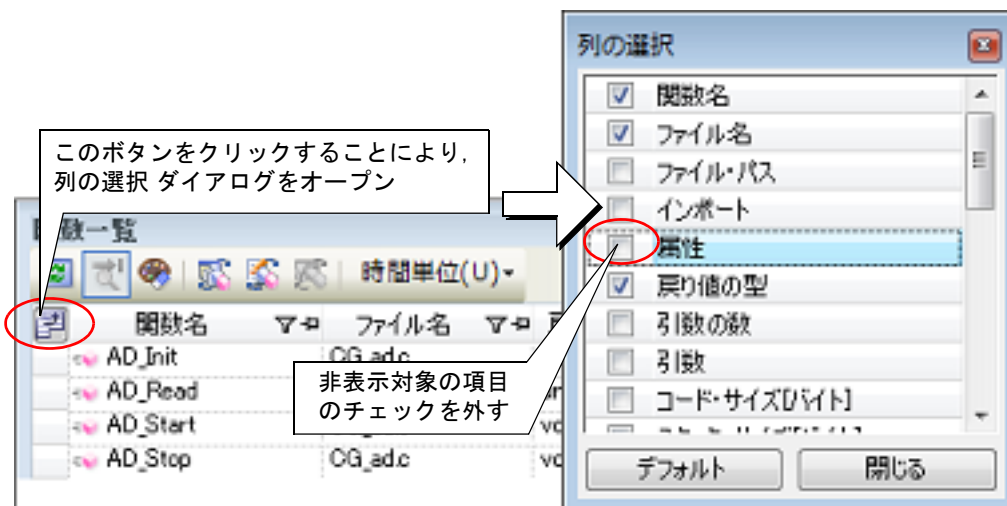 列の選択
関数名
ファイル名
ファイル・パス
インポート
属性
戻り値の型
引数の数
引数
コード・サイズ[バイト]
デフォルト
閉じる
このボタンをクリックすることにより,
列の選択 ダイアログをオープン
数一覧
時間単位(U)
関数名
ファイル名
AD_Init
CG_ad.c
AD_Read
AD_Start
AD_Stop
CG_ad.c
非表示対象の項目
のチェックを外す